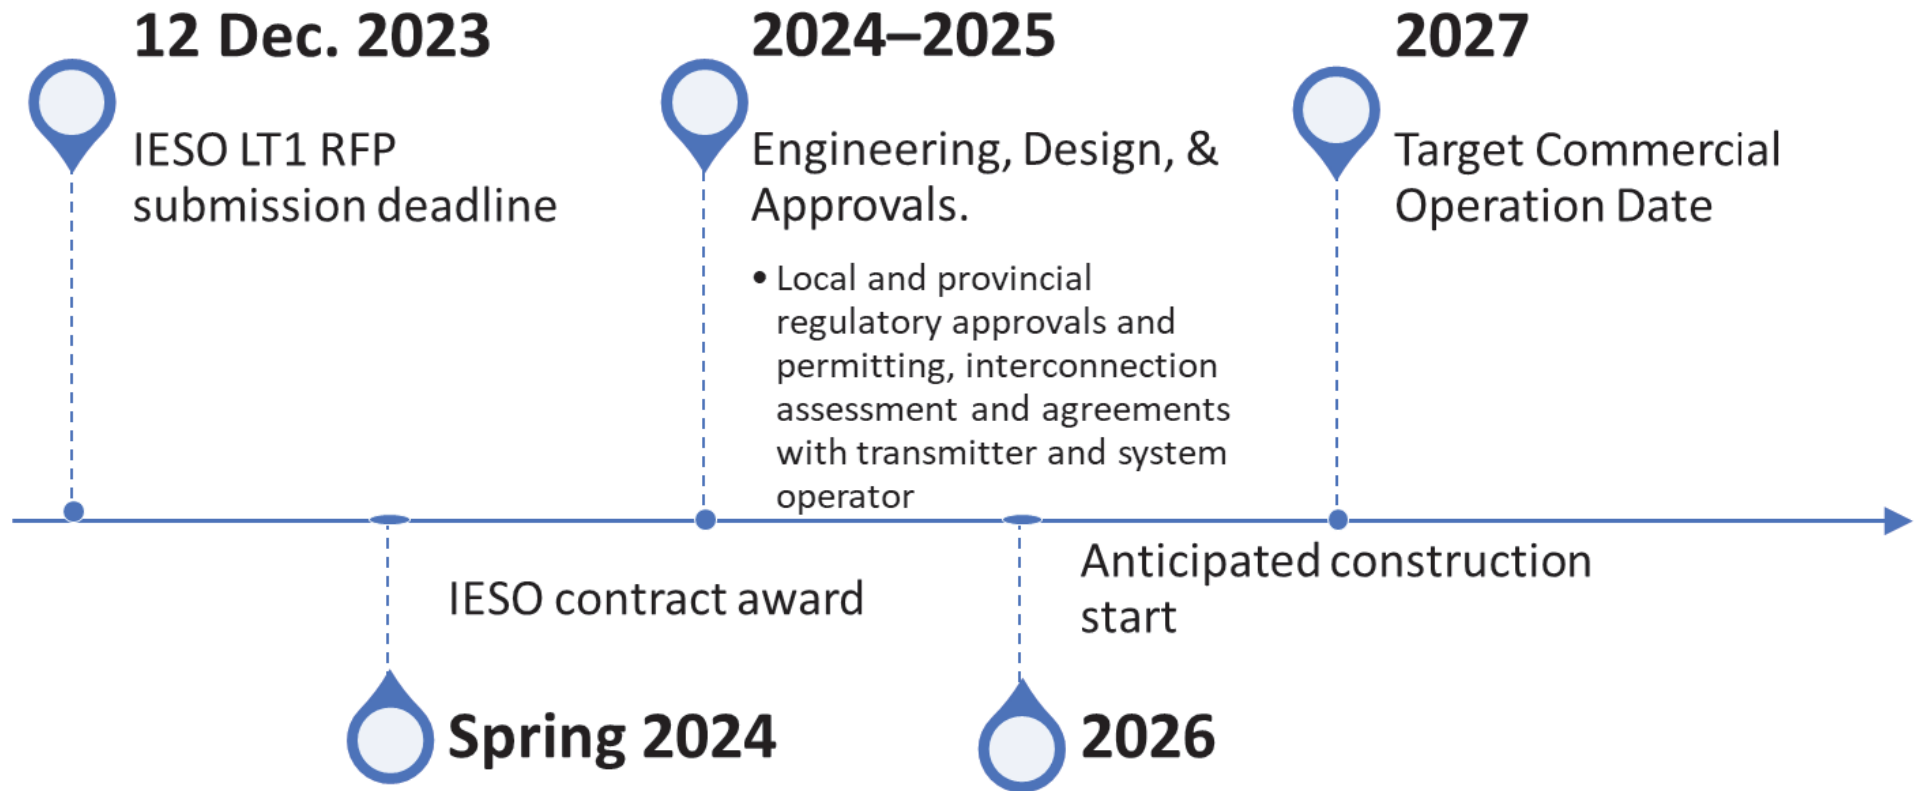 12 Dec. 2023
IESO LT1 RFP
submission deadline
2024–2025
Engineering, Design, &
Approvals.
• Local and provincial
regulatory approvals and
permitting, interconnection
assessment and agreements
with transmitter and system
operator
2027
Target Commercial
Operation Date
IESO contract award
Spring 2024
Anticipated construction
start
2026